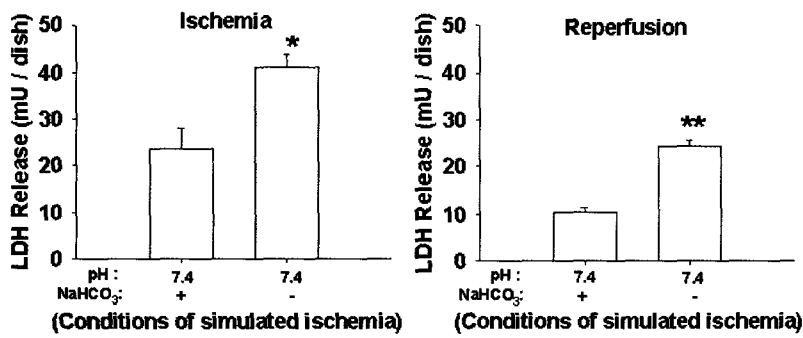 Ischemia
LDH Release (mU / dish)
50
40
30
20
10
0
*
pH : 7.4 7.4
NaHCO3: + -
(Conditions of simulated ischemia)
Reperfusion
LDH Release (mU / dish)
50
40
30
20
10
0
**
pH : 7.4 7.4
NaHCO3: + -
(Conditions of simulated ischemia)